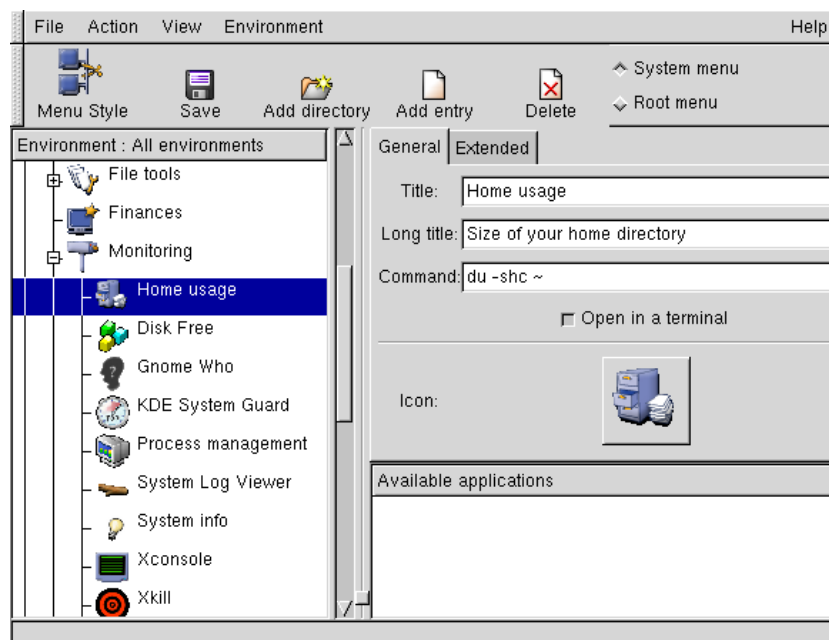 File Action View Environment Help
Menu Style Save Add directory Add entry Delete
System menu
Root menu
Environment : All environments
File tools
Finances
Monitoring
Home usage
Disk Free
Gnome Who
KDE System Guard
Process management
System Log Viewer
System info
Xconsole
Xkill
General Extended
Title: Home usage
Long title: Size of your home directory
Command: du -shc ~
Open in a terminal
Icon:
Available applications